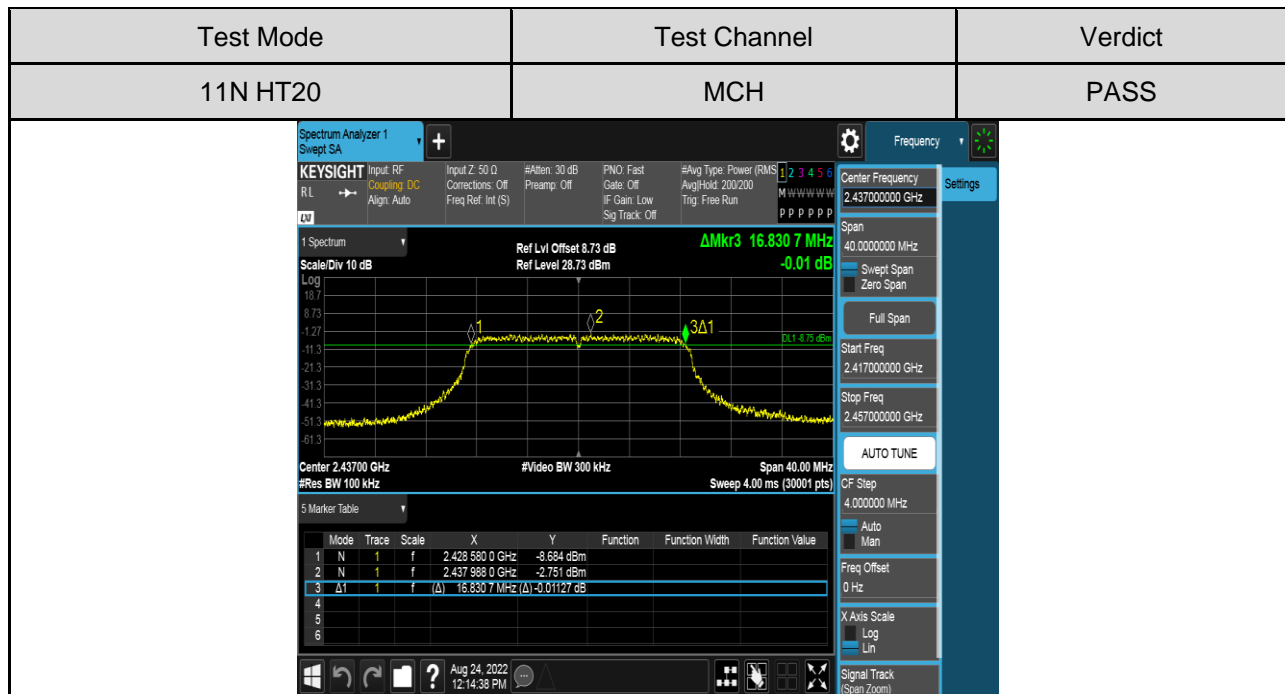 Test Mode Test Channel Verdict
11N HT20 MCH PASS
Spectrum Analyzer 1
Swept SA
+
Frequency
KEYSIGHT Input: RF Input Z: 50 Ω #Atten: 30 dB PNO: Fast #Avg Type: Power (RMS 1 2 3 4 5 6
RL Coupling: DC Corrections: Off Preamp: Off Gate: Off Avg|Hold: 200/200 M W W W W W
Align: Auto Freq Ref: Int (S) IF Gain: Low Trig: Free Run
LXI Sig Track: Off P P P P P P
Center Frequency
2.437000000 GHz
Settings
Span
40.0000000 MHz
Swept Span
Zero Span
Full Span
Start Freq
2.417000000 GHz
Stop Freq
2.457000000 GHz
AUTO TUNE
CF Step
4.000000 MHz
Auto
Man
Freq Offset
0 Hz
X Axis Scale
Log
Lin
Signal Track
(Span Zoom)
1 Spectrum Ref Lvl Offset 8.73 dB ΔMkr3 16.830 7 MHz
Scale/Div 10 dB Ref Level 28.73 dBm -0.01 dB
Log
18.7
8.73
-1.27
-11.3
-21.3
-31.3
-41.3
-51.3
-61.3
1
2
3Δ1
DL1 -8.75 dBm
Center 2.43700 GHz #Video BW 300 kHz Span 40.00 MHz
#Res BW 100 kHz Sweep 4.00 ms (30001 pts)
5 Marker Table
Mode Trace Scale X Y Function Function Width Function Value
1 N 1 f 2.428 580 0 GHz -8.684 dBm
2 N 1 f 2.437 988 0 GHz -2.751 dBm
3 Δ1 1 f (Δ) 16.830 7 MHz (Δ) -0.01127 dB
4
5
6
? Aug 24, 2022
12:14:38 PM